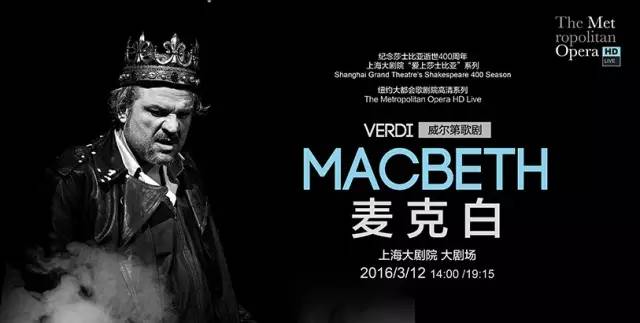 The Met
ropolitan
Opera HD
LIVE
纪念莎士比亚逝世400周年
上海大剧院“爱上莎士比亚”系列
Shanghai Grand Theatre's Shakespeare 400 Season
纽约大都会歌剧院高清系列
The Metropolitan Opera HD Live
VERDI 威尔第歌剧
MACBETH
麦克白
上海大剧院 大剧场
2016/3/12 14:00 /19:15